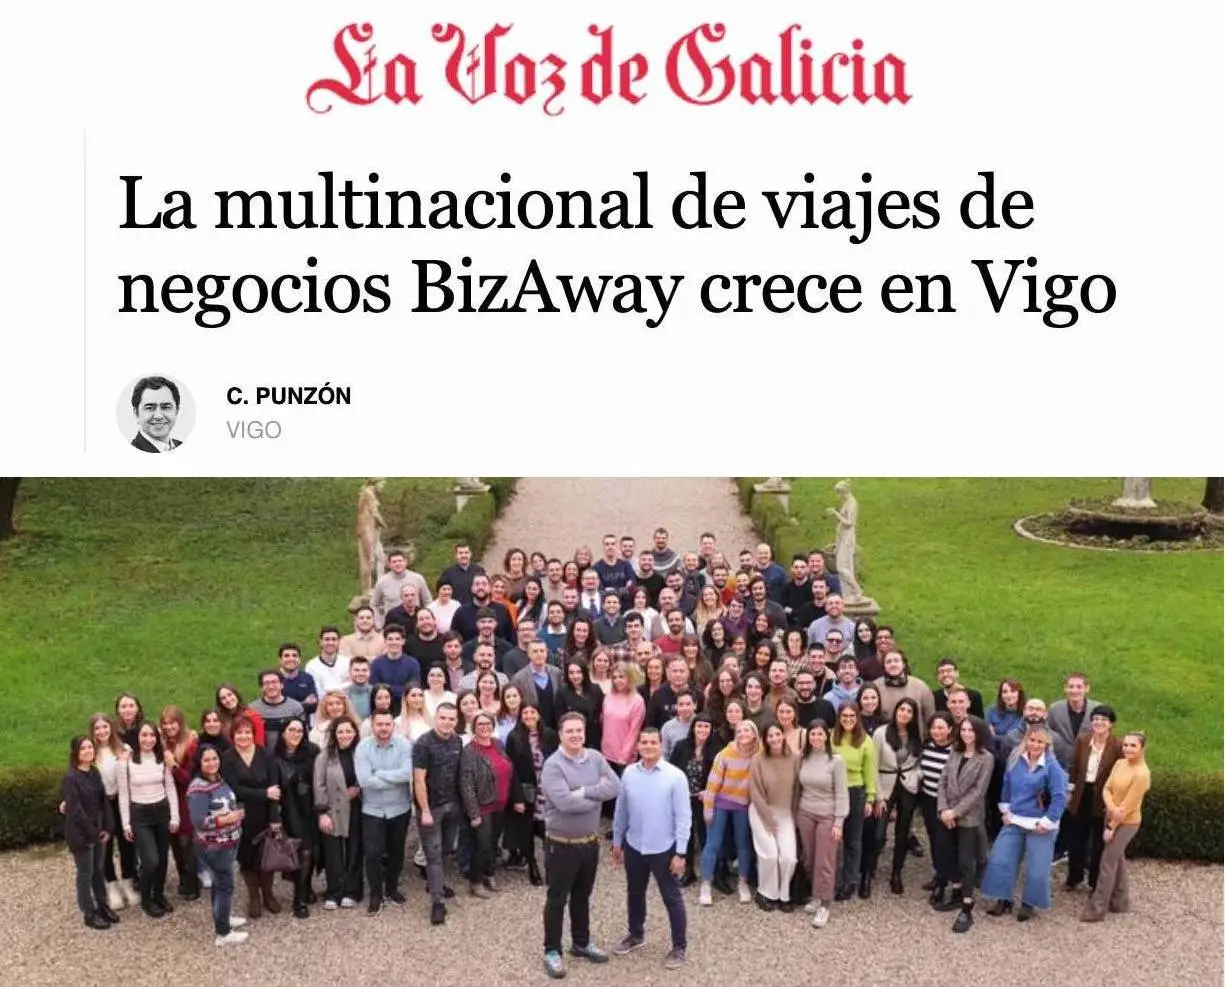 La Voz de Galicia
La multinacional de viajes de
negocios BizAway crece en Vigo
C. PUNZÓN
VIGO